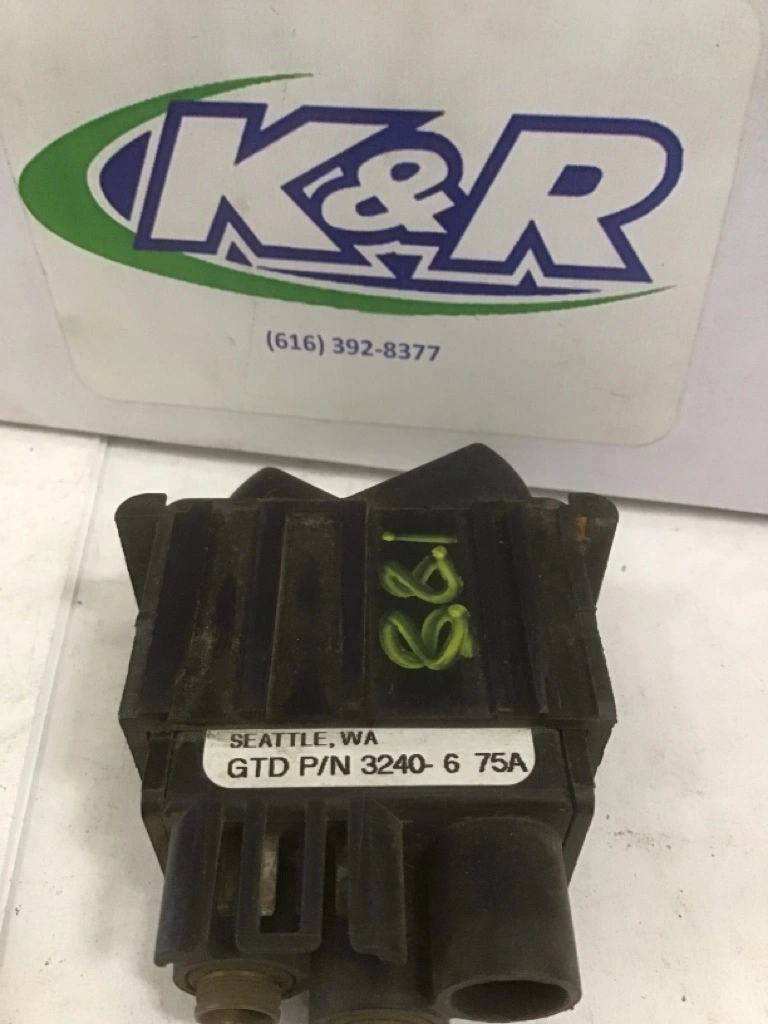 K&R
(616) 392-8377
SEATTLE, WA
GTD P/N 3240- 6 75A